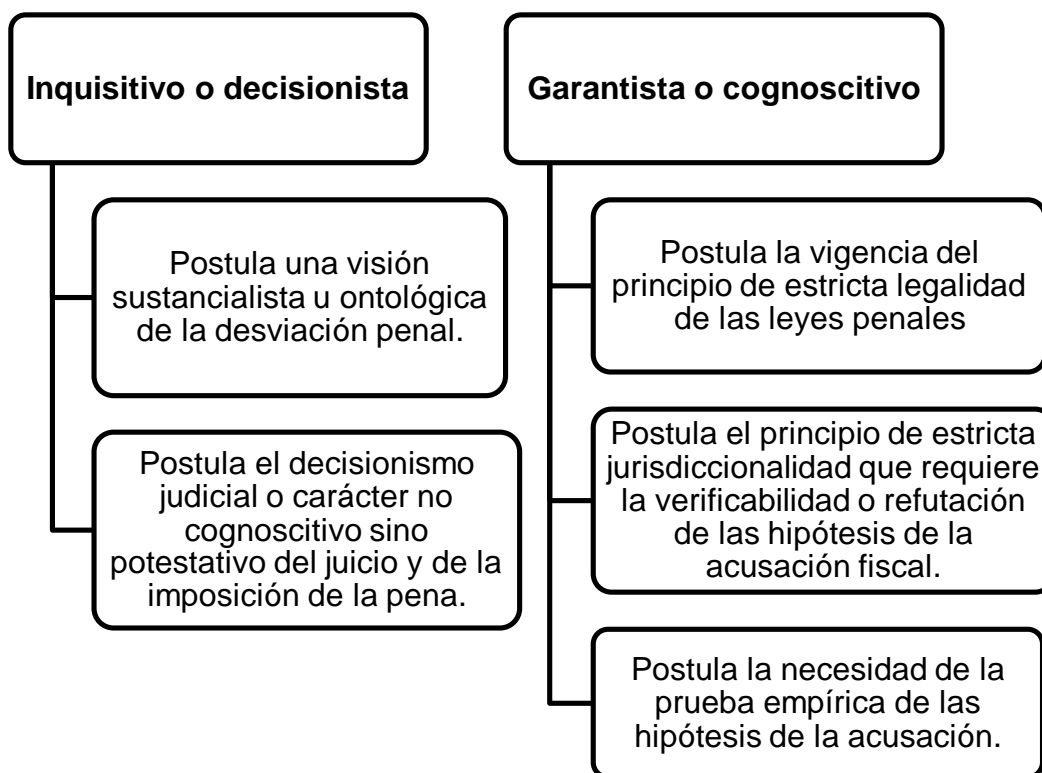 Inquisitivo o decisionista
Postula una visión
sustancialista u ontológica
de la desviación penal.
Postula el decisionismo
judicial o carácter no
cognoscitivo sino
potestativo del juicio y de la
imposición de la pena.
Garantista o cognoscitivo
Postula la vigencia del
principio de estricta legalidad
de las leyes penales
Postula el principio de estricta
jurisdiccionalidad que requiere
la verificabilidad o refutación
de las hipótesis de la
acusación fiscal.
Postula la necesidad de la
prueba empírica de las
hipótesis de la acusación.